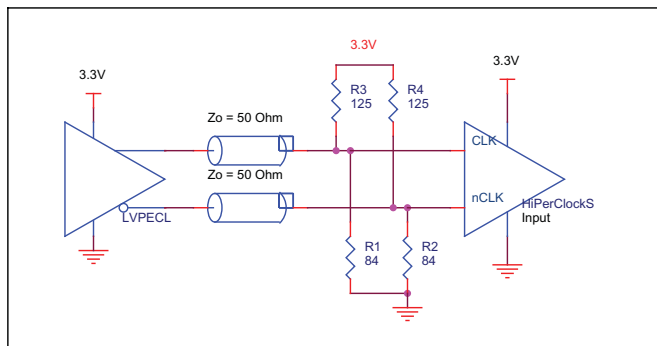 3.3V
3.3V
3.3V
R3
125
R4
125
Zo = 50 Ohm
CLK
Zo = 50 Ohm
nCLK
HiPerClockS
Input
LVPECL
R1
84
R2
84